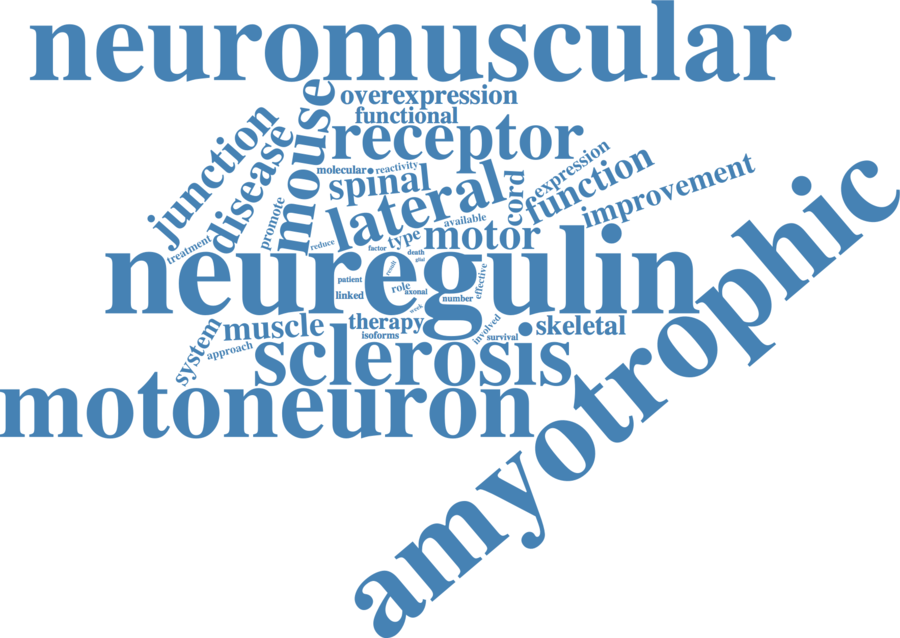 neuromuscular
overexpression
functional
receptor
mouse
junction
disease
molecular
reactivity
spinal
lateral
cord
expression
function
improvement
amyotrophic
promote
treatment
reduce
factor
type
available
motor
death
glial
neuregulin
result
patient
role
axonal
linked
number
effective
week
therapy
isoforms
involved
survival
skeletal
muscle
system
approach
sclerosis
motoneuron